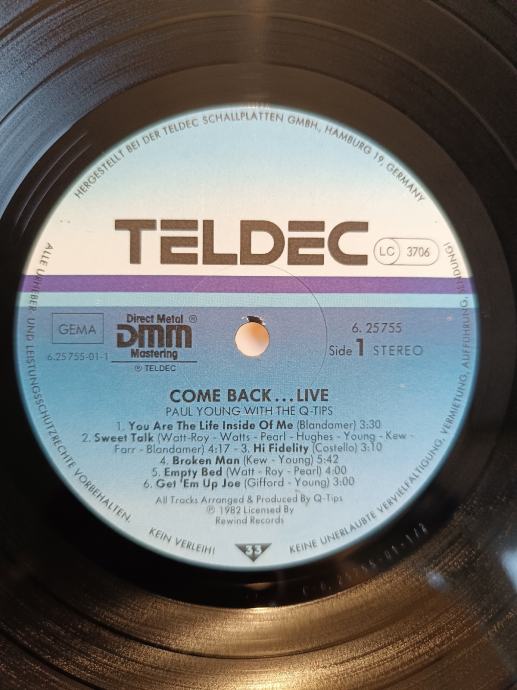 HERGESTELLT BEI DER TELDEC SCHALLPLATTEN GMBH., HAMBURG 19, GERMANY
TELDEC
LC 3706
GEMA
6.25755-01-1
Direct Metal ®
DMM
Mastering
℗ TELDEC
6. 25755
Side 1 STEREO
COME BACK...LIVE
PAUL YOUNG WITH THE Q-TIPS
1. You Are The Life Inside Of Me (Blandamer) 3:30
2. Sweet Talk (Watt-Roy - Watts - Pearl - Hughes - Young - Kew -
Farr - Blandamer) 4:17 - 3. Hi Fidelity (Costello) 3:10
4. Broken Man (Kew - Young) 5:42
5. Empty Bed (Watt - Roy - Pearl) 4:00
6. Get 'Em Up Joe (Gifford - Young) 3:00
All Tracks Arranged & Produced By Q-Tips
℗ 1982 Licensed By
Rewind Records
33
ALLE URHEBER UND LEISTUNGSSCHUTZRECHTE VORBEHALTEN.
KEIN VERLEIH!
KEINE UNERLAUBTE VERVIELFÄLTIGUNG, VERMIETUNG, AUFFÜHRUNG,